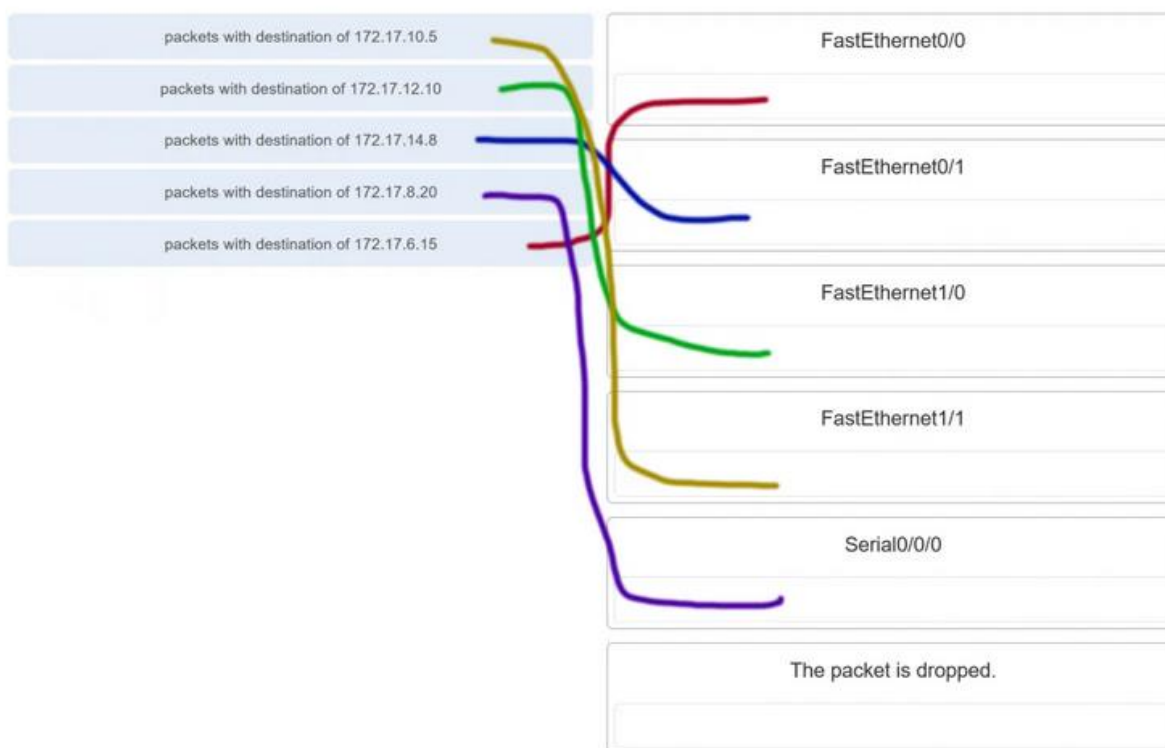 packets with destination of 172.17.10.5
packets with destination of 172.17.12.10
packets with destination of 172.17.14.8
packets with destination of 172.17.8.20
packets with destination of 172.17.6.15
FastEthernet0/0
FastEthernet0/1
FastEthernet1/0
FastEthernet1/1
Serial0/0/0
The packet is dropped.